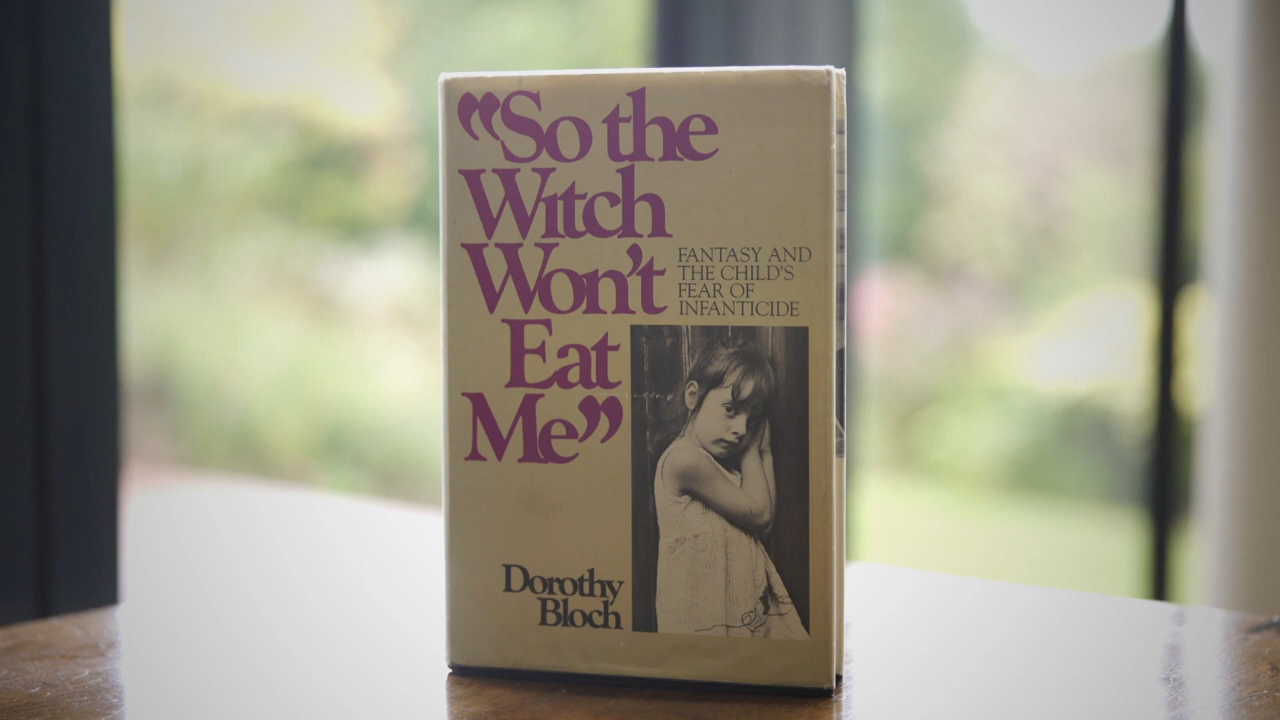 “So the
Witch
Won't
Eat
Me”
FANTASY AND
THE CHILD'S
FEAR OF
INFANTICIDE
Dorothy
Bloch